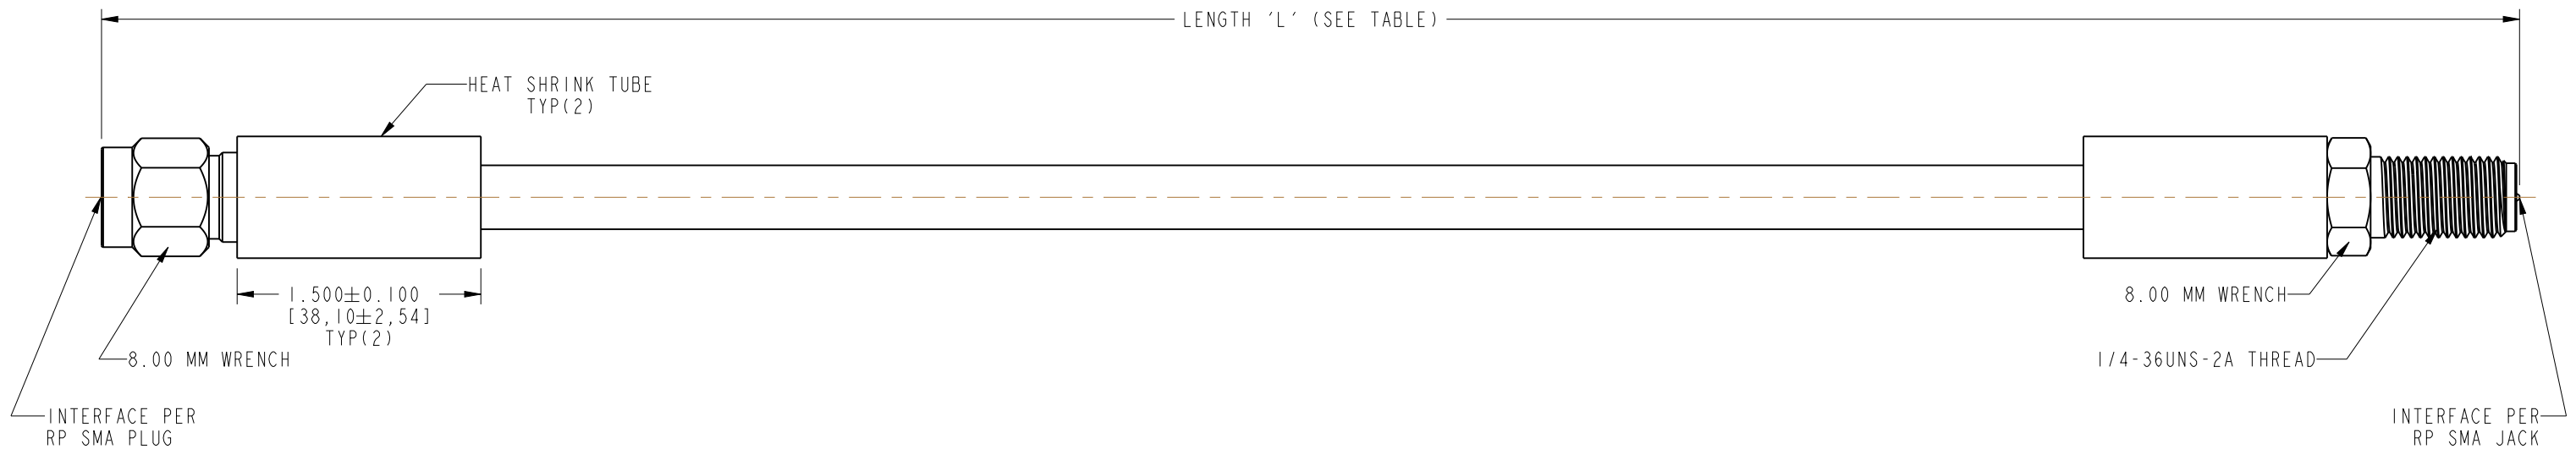 LENGTH 'L' (SEE TABLE)
HEAT SHRINK TUBE
TYP(2)
1.500±0.100
[38,10±2,54]
TYP(2)
8.00 MM WRENCH
INTERFACE PER
RP SMA PLUG
8.00 MM WRENCH
1/4-36UNS-2A THREAD
INTERFACE PER
RP SMA JACK